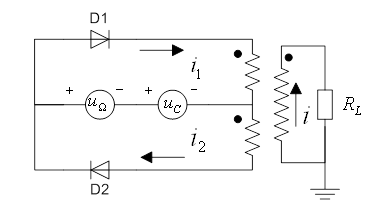 D1
i₁
+ uΩ − + uC −
i RL
i₂
D2